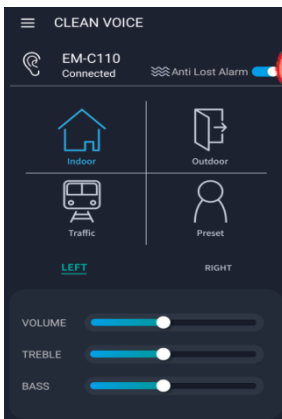 CLEAN VOICE
EM-C110
Connected
Anti Lost Alarm
Indoor
Outdoor
Traffic
Preset
LEFT
RIGHT
VOLUME
TREBLE
BASS